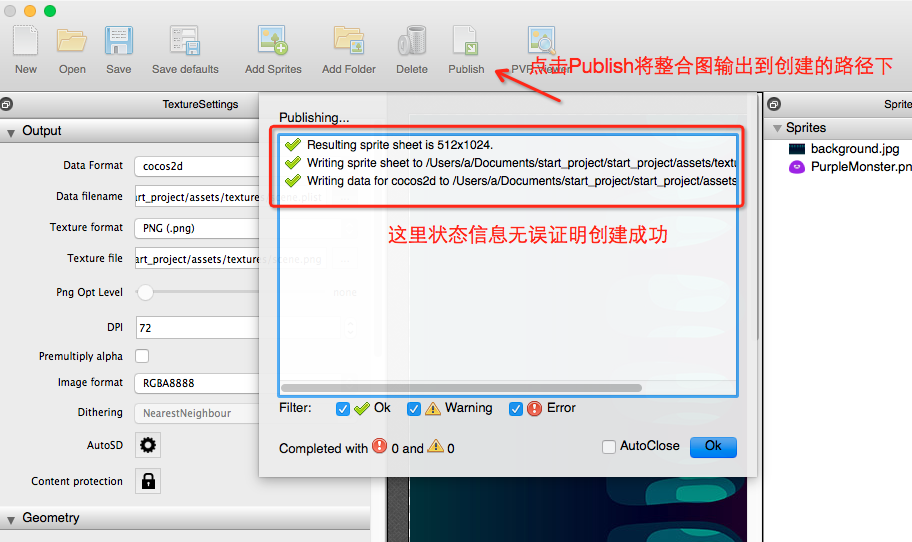 New Open Save Save defaults Add Sprites Add Folder Delete Publish
点击Publish将整合图输出到创建的路径下
TextureSettings
Output
Data Format cocos2d
Data filename art_project/assets/texture
Texture format PNG (.png)
Texture file art_project/assets/textures/scene.png
Png Opt Level none
DPI 72
Premultiply alpha
Image format RGBA8888
Dithering NearestNeighbour
AutoSD
Content protection
Geometry
Publishing...
Resulting sprite sheet is 512x1024.
Writing sprite sheet to /Users/a/Documents/start_project/start_project/assets/textu
Writing data for cocos2d to /Users/a/Documents/start_project/start_project/assets
这里状态信息无误证明创建成功
Filter: Ok Warning Error
Completed with 0 and 0
AutoClose Ok
Sprite
Sprites
background.jpg
PurpleMonster.pn